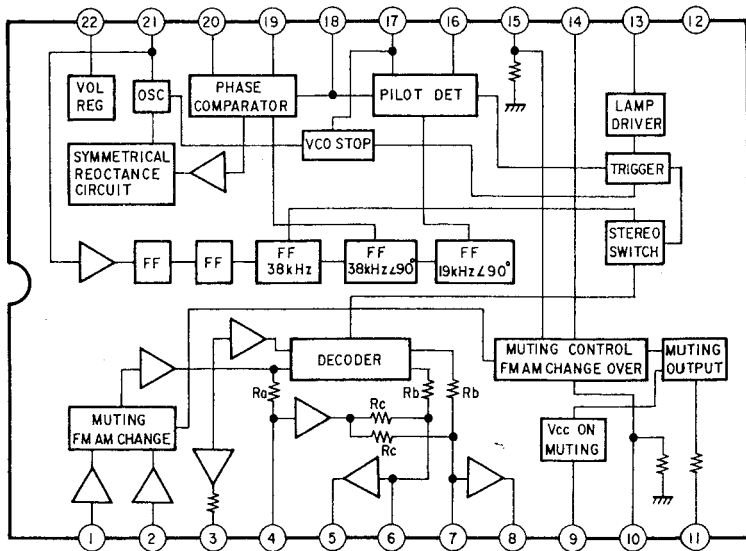 22
21
20
19
18
17
16
15
14
13
12
VOL
REG
OSC
PHASE
COMPARATOR
PILOT DET
LAMP
DRIVER
VCO STOP
TRIGGER
SYMMETRICAL
REOCTANCE
CIRCUIT
STEREO
SWITCH
FF
FF
FF
38kHz
FF
38kHz∠90°
FF
19kHz∠90°
DECODER
MUTING CONTROL
FM AM CHANGE OVER
MUTING
OUTPUT
Ra
Rb
Rb
Rc
Rc
MUTING
FM AM CHANGE
Vcc ON
MUTING
1
2
3
4
5
6
7
8
9
10
11